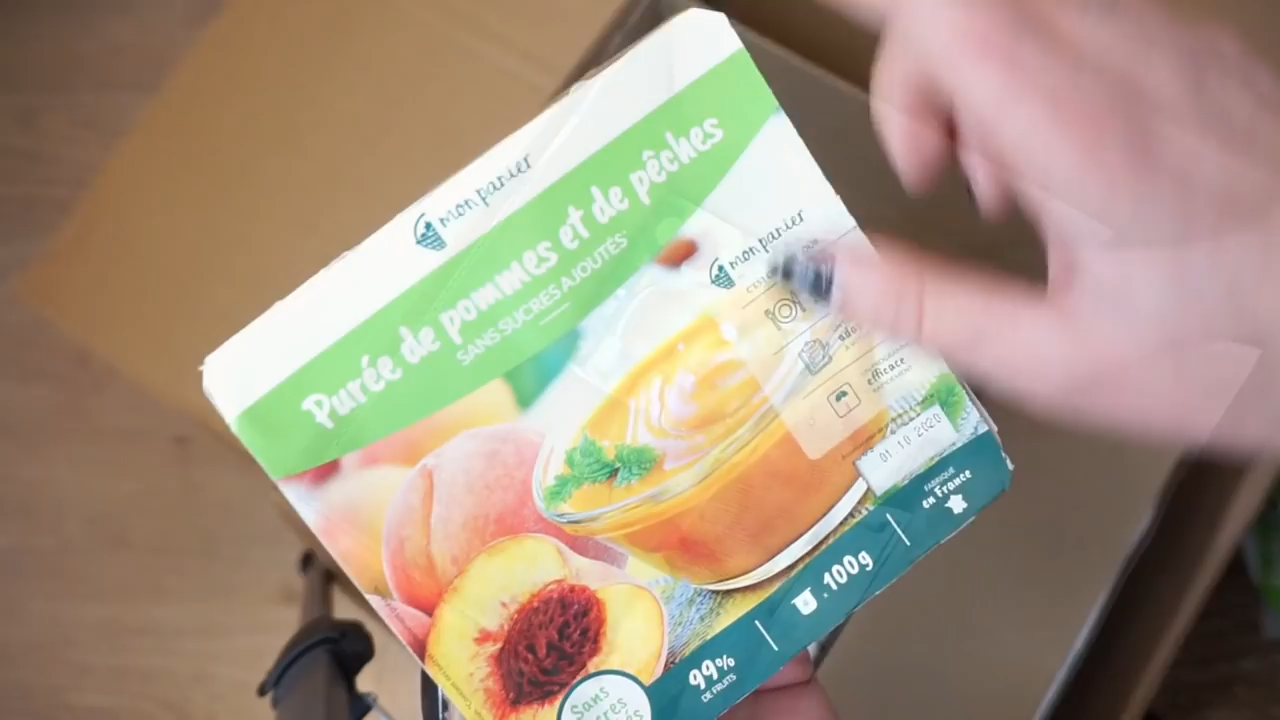 mon panier
Purée de pommes et de pêches
SANS SUCRES AJOUTÉS*
mon panier
efficace
01.10.2020
FABRIQUÉ
en France
.100g
99%
DE FRUITS
Sans